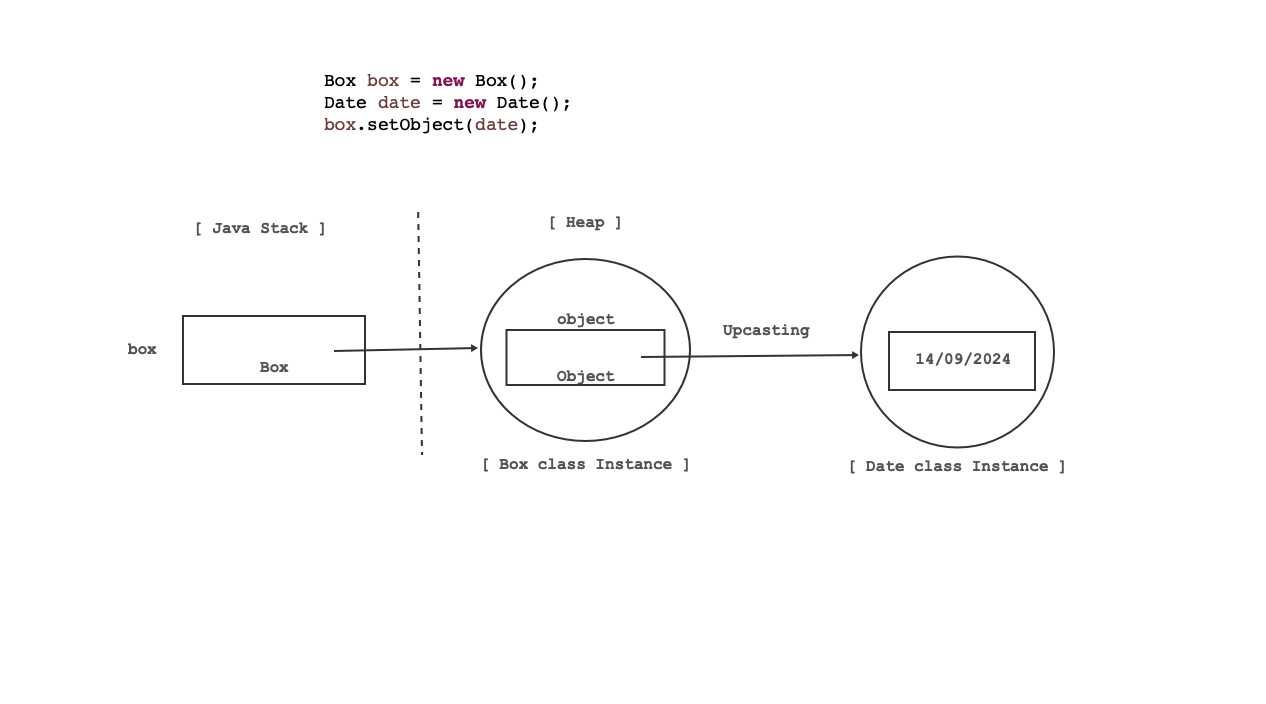 Box box = new Box();
Date date = new Date();
box.setObject(date);
[ Java Stack ]
[ Heap ]
object
Upcasting
box
14/09/2024
Box
Object
[ Box class Instance ]
[ Date class Instance ]